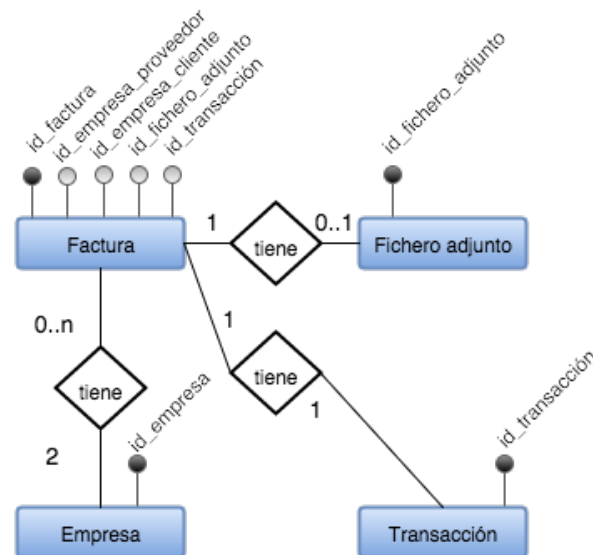 id_factura
id_empresa_proveedor
id_empresa_cliente
id_fichero_adjunto
id_transacción
id_fichero_adjunto
Factura
1
tiene
0..1
Fichero adjunto
0..n
1
tiene
tiene
1
2
id_empresa
id_transacción
Empresa
Transacción